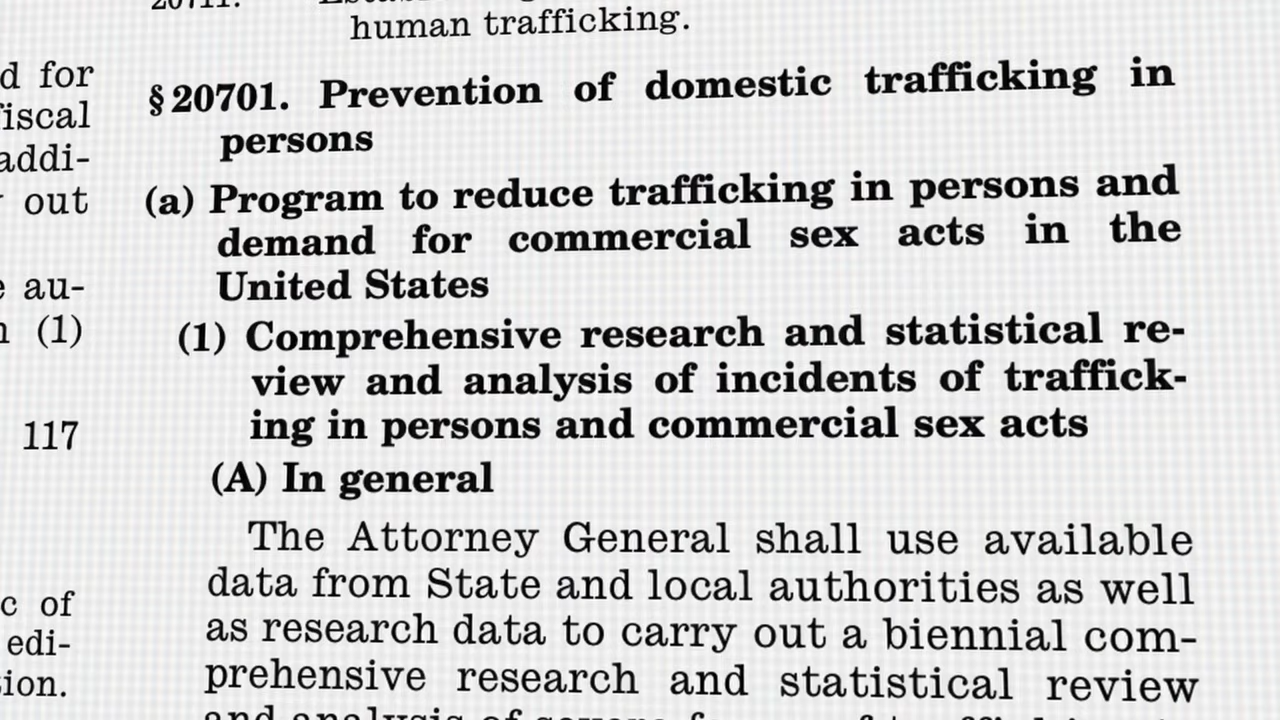 human trafficking.
d for
fiscal
addi-
out
e au-
(1)
117
c of
edi-
sion.
§ 20701. Prevention of domestic trafficking in
persons
(a) Program to reduce trafficking in persons and
demand for commercial sex acts in the
United States
(1) Comprehensive research and statistical re-
view and analysis of incidents of traffick-
ing in persons and commercial sex acts
(A) In general
The Attorney General shall use available
data from State and local authorities as well
as research data to carry out a biennial com-
prehensive research and statistical review
and analysis of